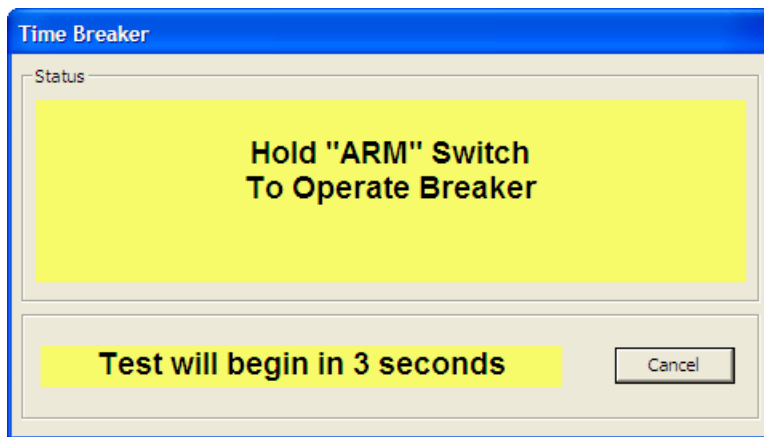 Time Breaker
Status
Hold "ARM" Switch
To Operate Breaker
Test will begin in 3 seconds
Cancel